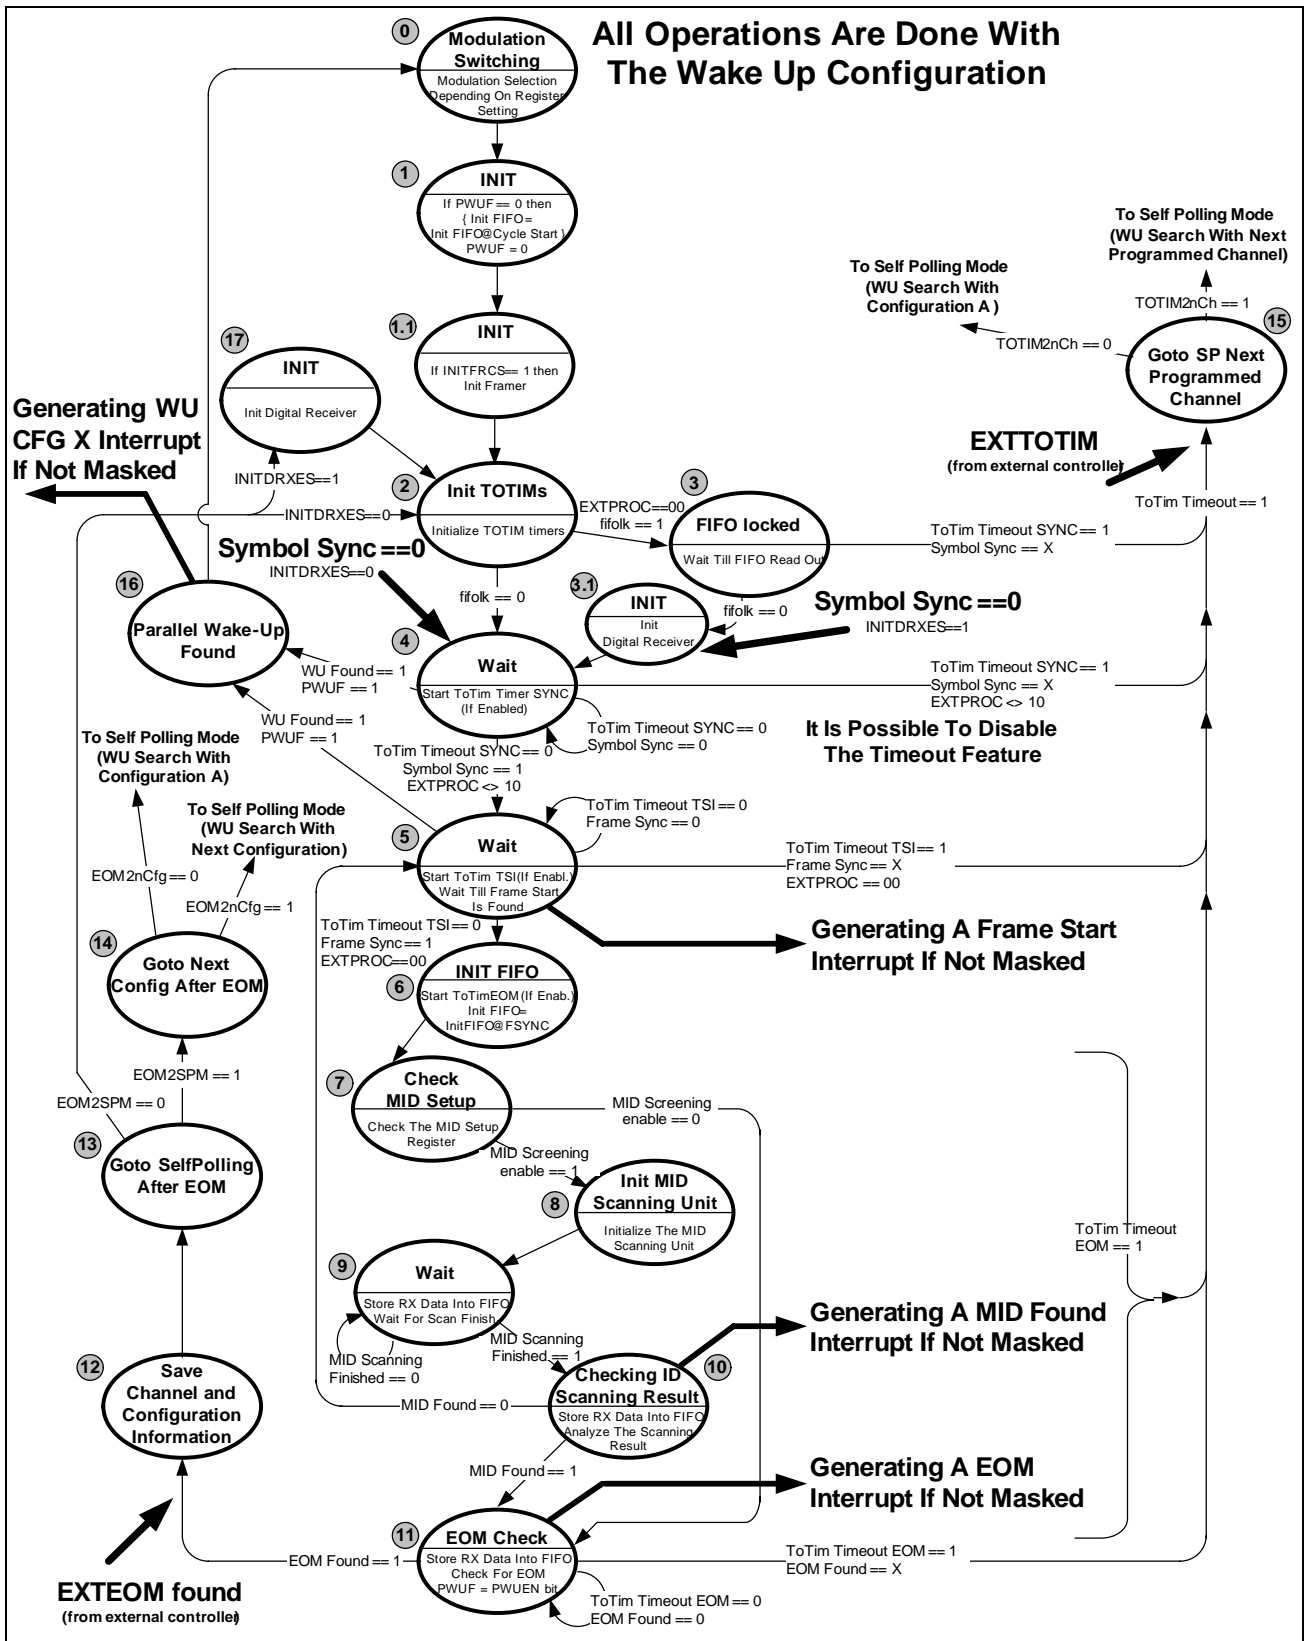 All Operations Are Done With
The Wake Up Configuration
0
Modulation
Switching
Modulation Selection
Depending On Register
Setting
1
INIT
If PWUF == 0 then
{ Init FIFO =
Init FIFO@Cycle Start }
PWUF = 0
To Self Polling Mode
(WU Search With Next
Programmed Channel)
To Self Polling Mode
(WU Search With
Configuration A )
TOTIM2nCh == 1
15
TOTIM2nCh == 0
Goto SP Next
Programmed
Channel
1.1
INIT
If INITFRCS== 1 then
Init Framer
17
INIT
Init Digital Receiver
Generating WU
CFG X Interrupt
If Not Masked
EXTTOTIM
(from external controller)
ToTim Timeout == 1
INITDRXES==1
INITDRXES==0
2
Init TOTIMs
Initialize TOTIM timers
EXTPROC==00
fifolk == 1
3
FIFO locked
Wait Till FIFO Read Out
ToTim Timeout SYNC== 1
Symbol Sync == X
Symbol Sync ==0
INITDRXES==0
fifolk == 0
3.1
INIT
Init
Digital Receiver
fifolk == 0
Symbol Sync ==0
INITDRXES==1
16
Parallel Wake-Up
Found
4
Wait
Start ToTim Timer SYNC
(If Enabled)
WU Found == 1
PWUF == 1
ToTim Timeout SYNC== 1
Symbol Sync == X
EXTPROC <> 10
WU Found == 1
PWUF == 1
ToTim Timeout SYNC == 0
Symbol Sync == 0
It Is Possible To Disable
The Timeout Feature
To Self Polling Mode
(WU Search With
Configuration A)
ToTim Timeout SYNC== 0
Symbol Sync == 1
EXTPROC <> 10
To Self Polling Mode
(WU Search With
Next Configuration)
ToTim Timeout TSI == 0
Frame Sync == 0
5
Wait
Start ToTim TSI(If Enabl.)
Wait Till Frame Start
Is Found
ToTim Timeout TSI== 1
Frame Sync == X
EXTPROC == 00
EOM2nCfg== 0
EOM2nCfg == 1
ToTim Timeout TSI== 0
Frame Sync== 1
EXTPROC==00
Generating A Frame Start
Interrupt If Not Masked
14
Goto Next
Config After EOM
6
INIT FIFO
Start ToTimEOM(If Enab.)
Init FIFO=
InitFIFO@FSYNC
EOM2SPM == 1
EOM2SPM == 0
7
Check
MID Setup
Check The MID Setup
Register
MID Screening
enable == 0
MID Screening
enable == 1
13
Goto SelfPolling
After EOM
8
Init MID
Scanning Unit
Initialize The MID
Scanning Unit
ToTim Timeout
EOM == 1
9
Wait
Store RX Data Into FIFO
Wait For Scan Finish
Generating A MID Found
Interrupt If Not Masked
MID Scanning
Finished == 0
MID Scanning
Finished == 1
12
Save
Channel and
Configuration
Information
10
Checking ID
Scanning Result
Store RX Data Into FIFO
Analyze The Scanning
Result
MID Found == 0
MID Found == 1
Generating A EOM
Interrupt If Not Masked
11
EOM Check
Store RX Data Into FIFO
Check For EOM
PWUF = PWUEN bit
EOM Found == 1
ToTim Timeout EOM == 1
EOM Found == X
ToTim Timeout EOM == 0
EOM Found == 0
EXTEOM found
(from external controller)